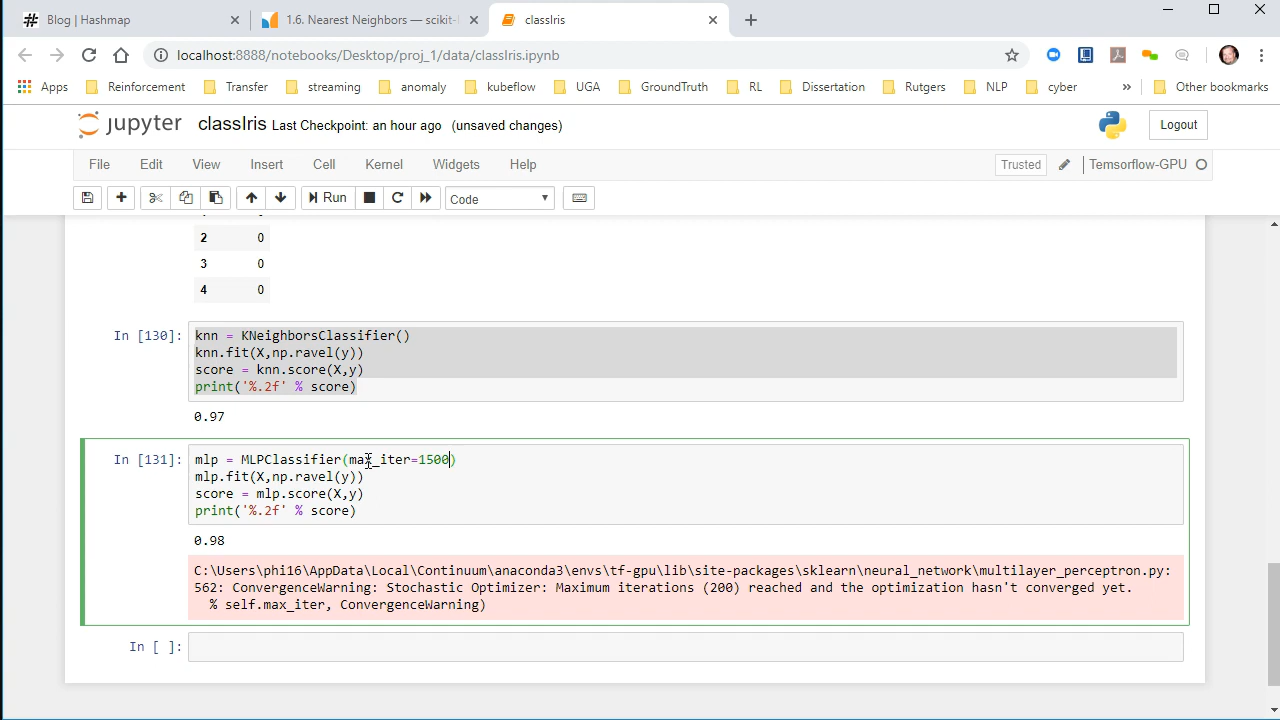 Blog | Hashmap
1.6. Nearest Neighbors — scikit-
classIris
localhost:8888/notebooks/Desktop/proj_1/data/classIris.ipynb
Apps Reinforcement Transfer streaming anomaly kubeflow UGA GroundTruth RL Dissertation Rutgers NLP cyber » Other bookmarks
jupyter classIris Last Checkpoint: an hour ago (unsaved changes) Logout
File Edit View Insert Cell Kernel Widgets Help Trusted Temsorflow-GPU
Run Code
2 0
3 0
4 0
In [130]: knn = KNeighborsClassifier()
knn.fit(X,np.ravel(y))
score = knn.score(X,y)
print('%.2f' % score)
0.97
In [131]: mlp = MLPClassifier(max_iter=1500)
mlp.fit(X,np.ravel(y))
score = mlp.score(X,y)
print('%.2f' % score)
0.98
C:\Users\phi16\AppData\Local\Continuum\anaconda3\envs\tf-gpu\lib\site-packages\sklearn\neural_network\multilayer_perceptron.py:
562: ConvergenceWarning: Stochastic Optimizer: Maximum iterations (200) reached and the optimization hasn't converged yet.
% self.max_iter, ConvergenceWarning)
In [ ]: